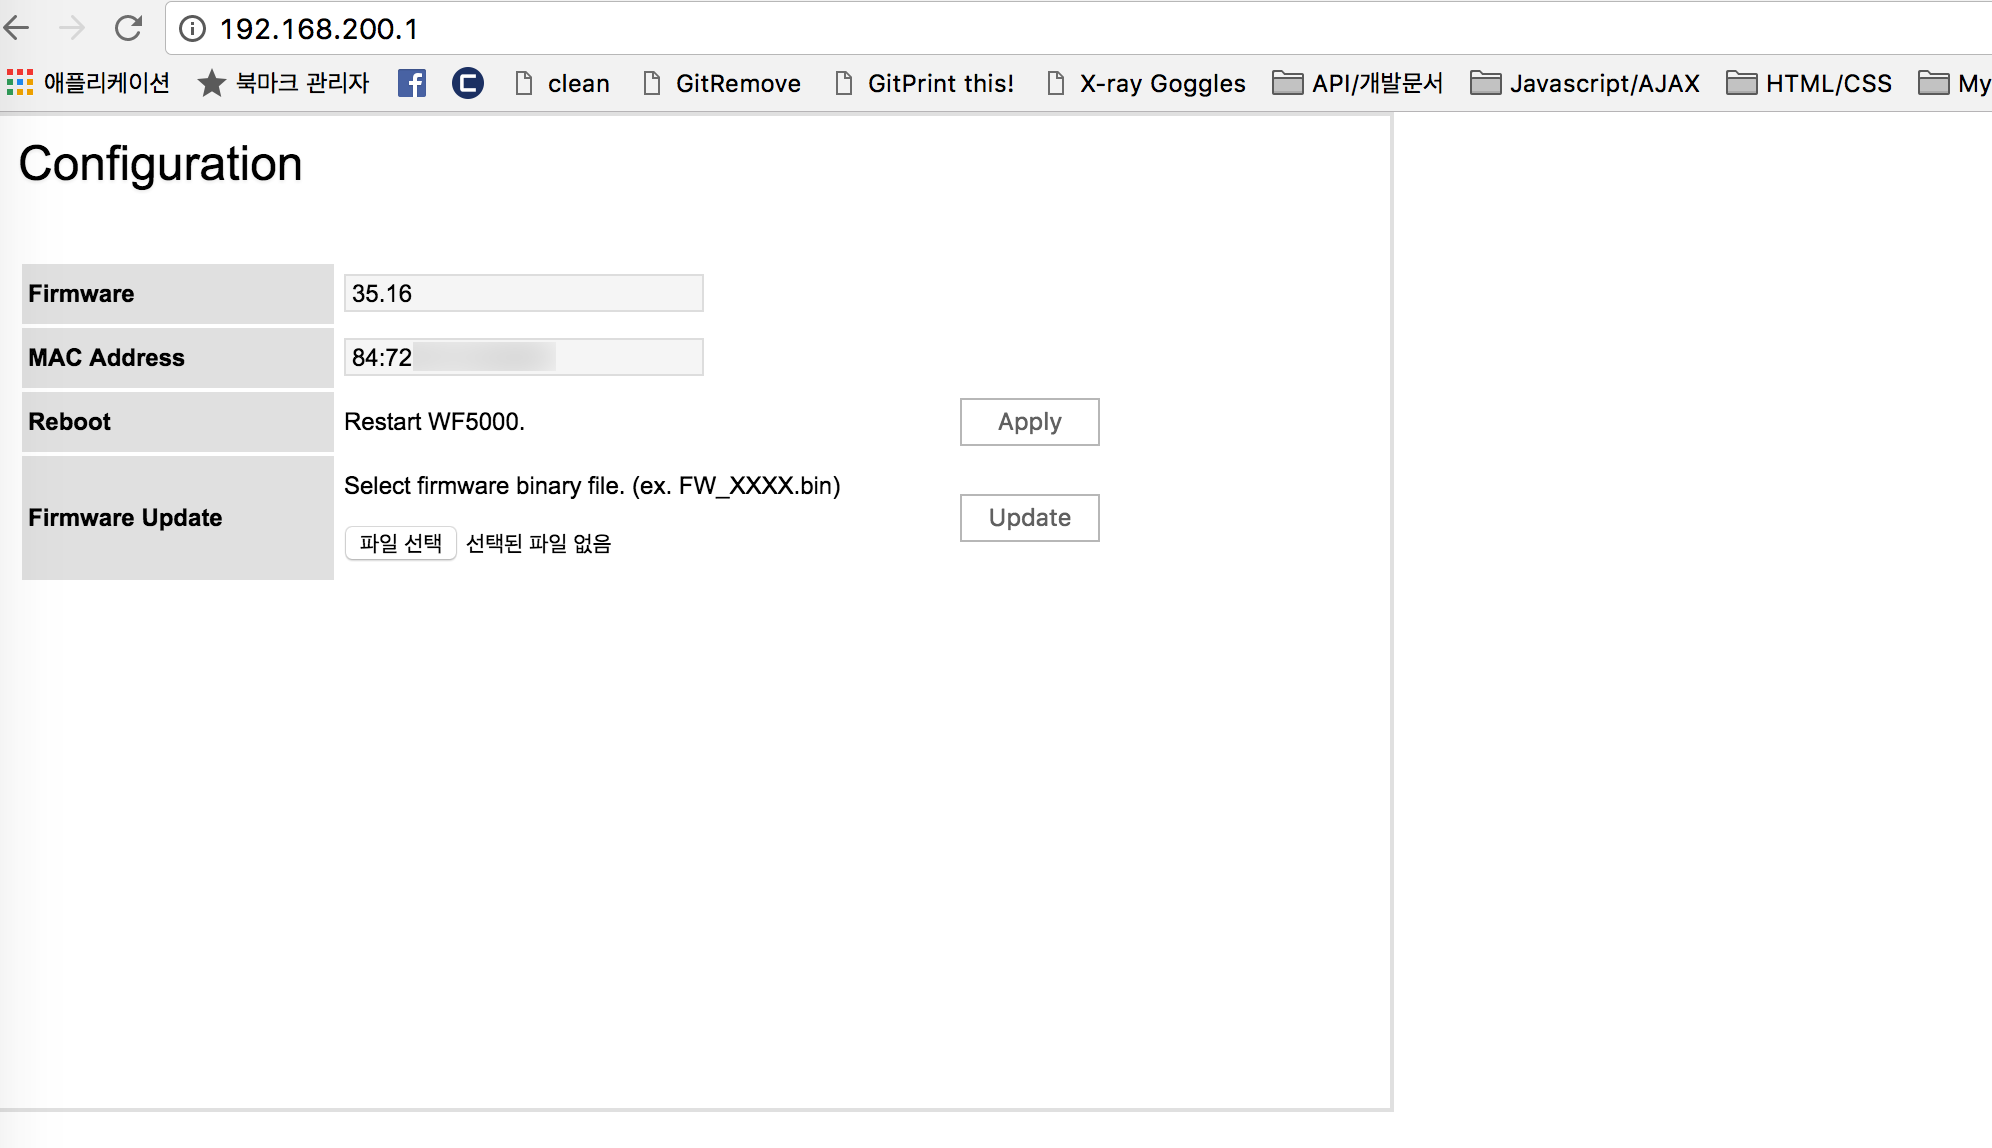 192.168.200.1
애플리케이션 북마크 관리자 clean GitRemove GitPrint this! X-ray Goggles API/개발문서 Javascript/AJAX HTML/CSS My
Configuration
Firmware 35.16
MAC Address 84:72
Reboot Restart WF5000. Apply
Select firmware binary file. (ex. FW_XXXX.bin)
Firmware Update Update
파일 선택 선택된 파일 없음